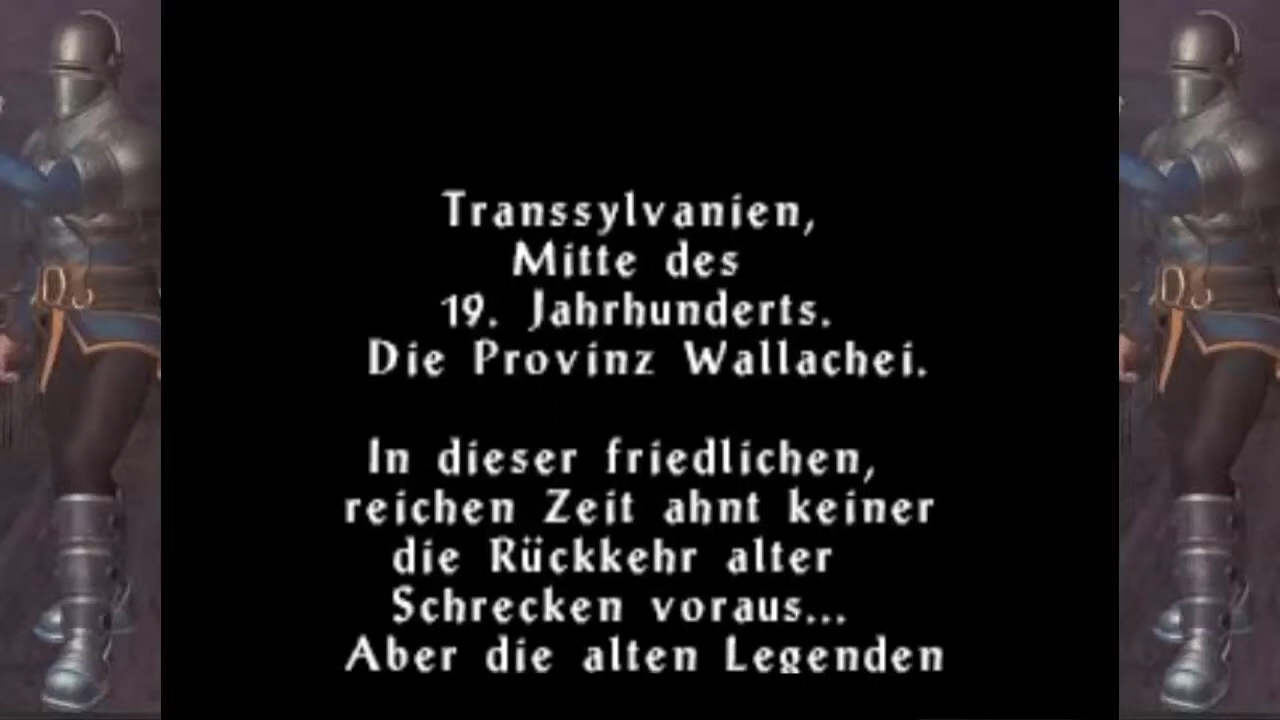 Transsylvanien,
Mitte des
19. Jahrhunderts.
Die Provinz Wallachei.
In dieser friedlichen,
reichen Zeit ahnt keiner
die Rückkehr alter
Schrecken voraus...
Aber die alten Legenden